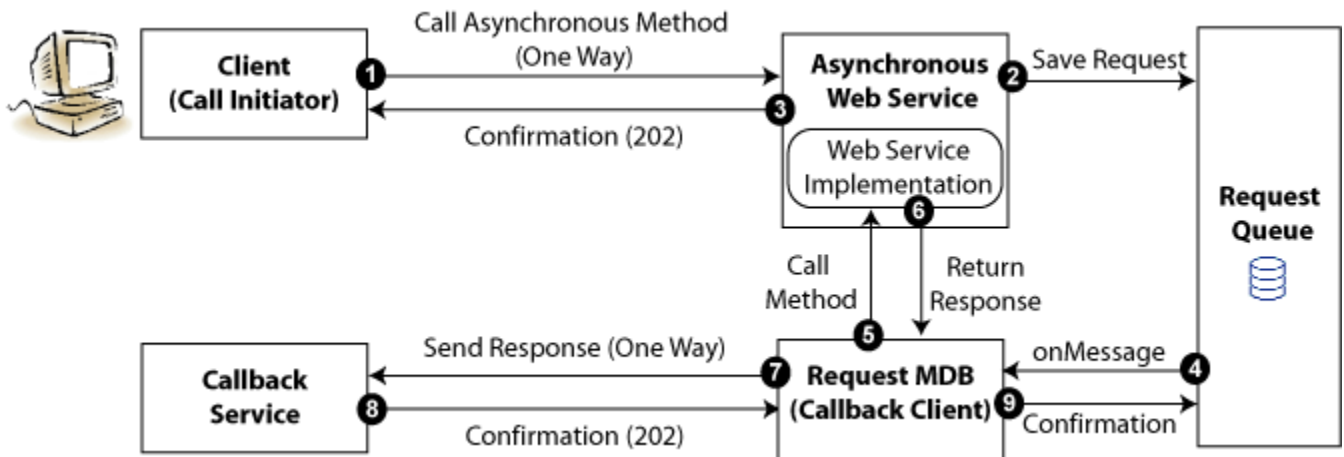 Call Asynchronous Method
(One Way)
Client
(Call Initiator)
1
Confirmation (202)
3
Asynchronous
Web Service
2
Save Request
Web Service
Implementation
6
Request
Queue
Call
Method
Return
Response
5
Send Response (One Way)
7
Callback
Service
8
Confirmation (202)
Request MDB
(Callback Client)
onMessage
4
9
Confirmation